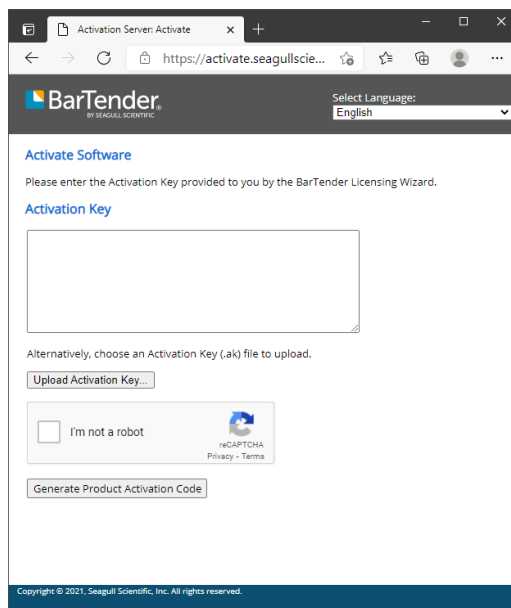 Activation Server: Activate
https://activate.seagullscie...
BarTender®
BY SEAGULL SCIENTIFIC
Select Language:
English
Activate Software
Please enter the Activation Key provided to you by the BarTender Licensing Wizard.
Activation Key
Alternatively, choose an Activation Key (.ak) file to upload.
Upload Activation Key...
I'm not a robot
reCAPTCHA
Privacy - Terms
Generate Product Activation Code
Copyright © 2021, Seagull Scientific, Inc. All rights reserved.